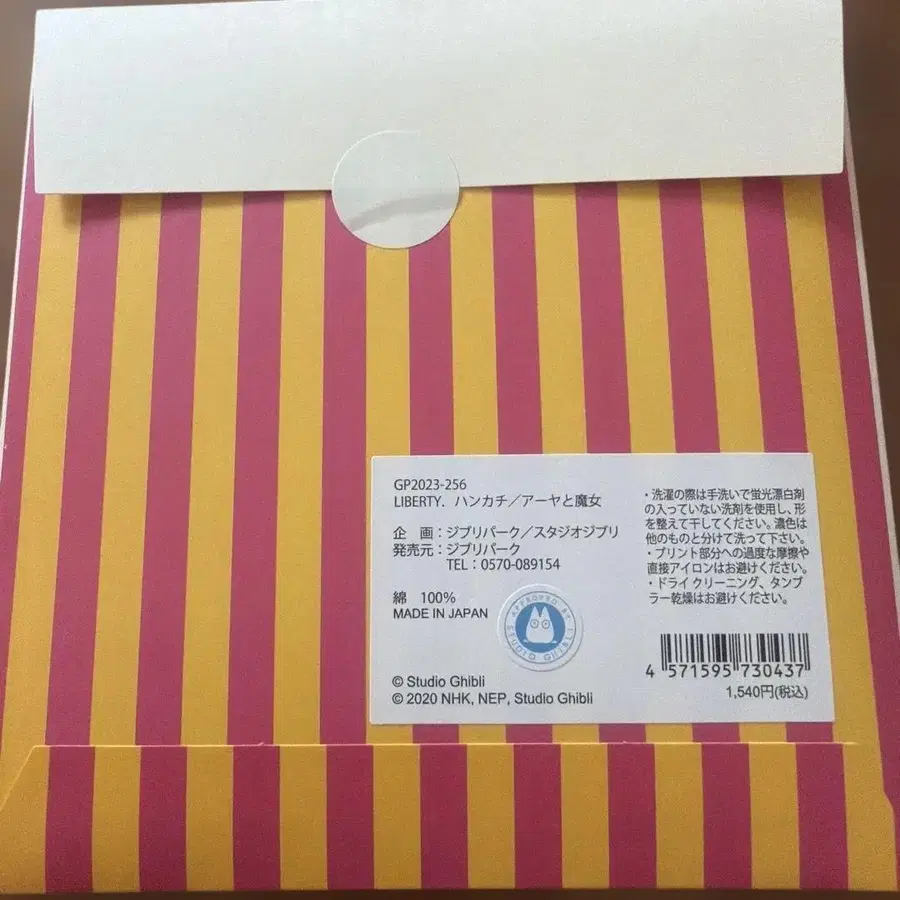 GP2023-256
LIBERTY. ハンカチ／アーヤと魔女
企　画：ジブリパーク／スタジオジブリ
発売元：ジブリパーク
TEL：0570-089154
綿　100%
MADE IN JAPAN
APPROVED BY STUDIO GHIBLI
© Studio Ghibli
© 2020 NHK, NEP, Studio Ghibli
・洗濯の際は手洗いで蛍光漂白剤
の入っていない洗剤を使用し、形
を整えて干してください。濃色は
他のものと分けて洗って下さい。
・プリント部分への過度な摩擦や
直接アイロンはお避けください。
・ドライクリーニング、タンブ
ラー乾燥はお避けください。
4 571595 730437
1,540円(税込)